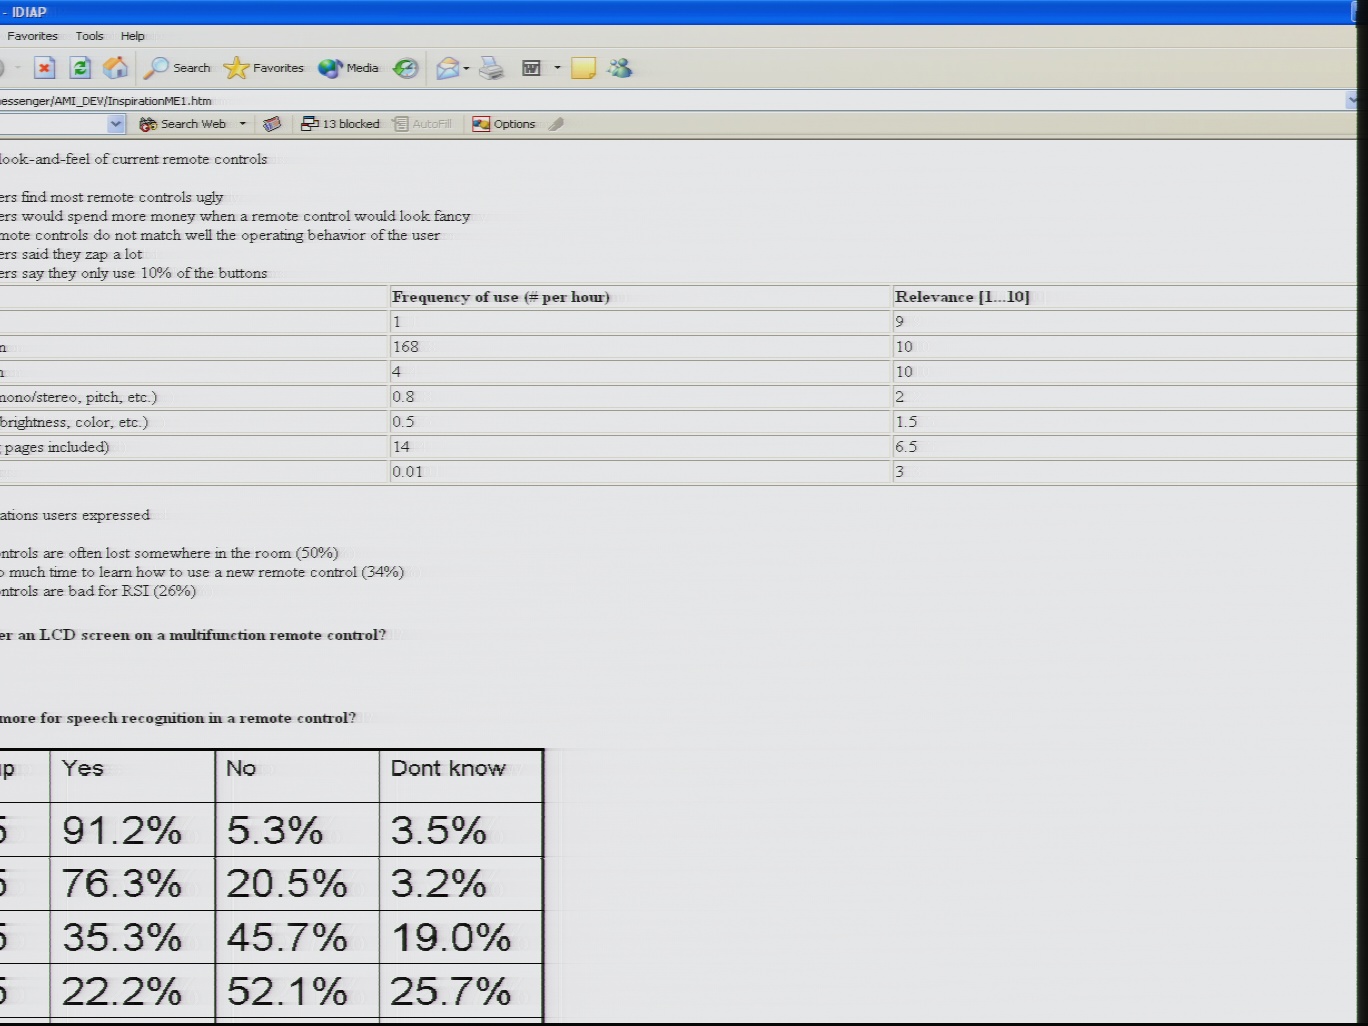 - IDIAP
Favorites Tools Help
Search Favorites Media
essenger/AMI_DEV/InspirationME1.htm
Search Web 13 blocked AutoFill Options
look-and-feel of current remote controls
ers find most remote controls ugly
ers would spend more money when a remote control would look fancy
mote controls do not match well the operating behavior of the user
ers said they zap a lot
ers say they only use 10% of the buttons
Frequency of use (# per hour) Relevance [1...10]
1 9
n 168 10
n 4 10
mono/stereo, pitch, etc.) 0.8 2
brightness, color, etc.) 0.5 1.5
pages included) 14 6.5
0.01 3
ations users expressed
ntrols are often lost somewhere in the room (50%)
o much time to learn how to use a new remote control (34%)
ntrols are bad for RSI (26%)
er an LCD screen on a multifunction remote control?
more for speech recognition in a remote control?
up Yes No Dont know
5 91.2% 5.3% 3.5%
5 76.3% 20.5% 3.2%
5 35.3% 45.7% 19.0%
5 22.2% 52.1% 25.7%